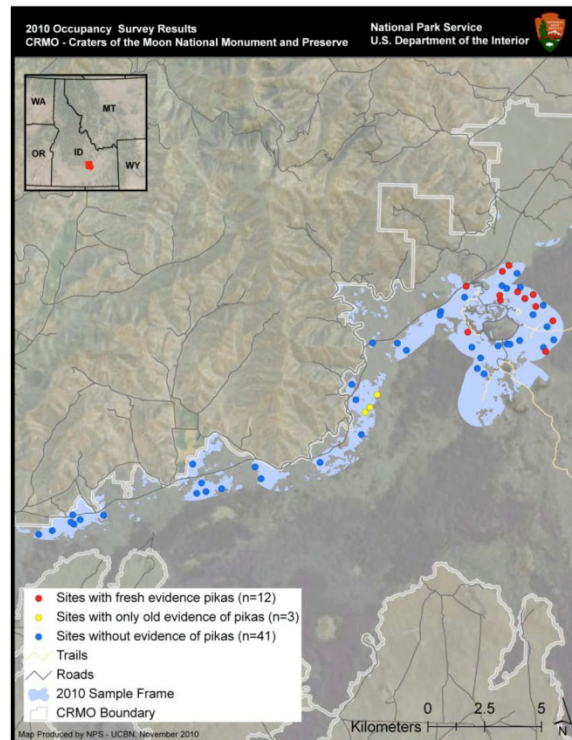 2010 Occupancy Survey Results
CRMO - Craters of the Moon National Monument and Preserve
National Park Service
U.S. Department of the Interior
WA
MT
OR
ID
WY
Sites with fresh evidence pikas (n=12)
Sites with only old evidence of pikas (n=3)
Sites without evidence of pikas (n=41)
Trails
Roads
2010 Sample Frame
CRMO Boundary
0 2.5 5
Kilometers
Map Produced by NPS - UCBN, November 2010